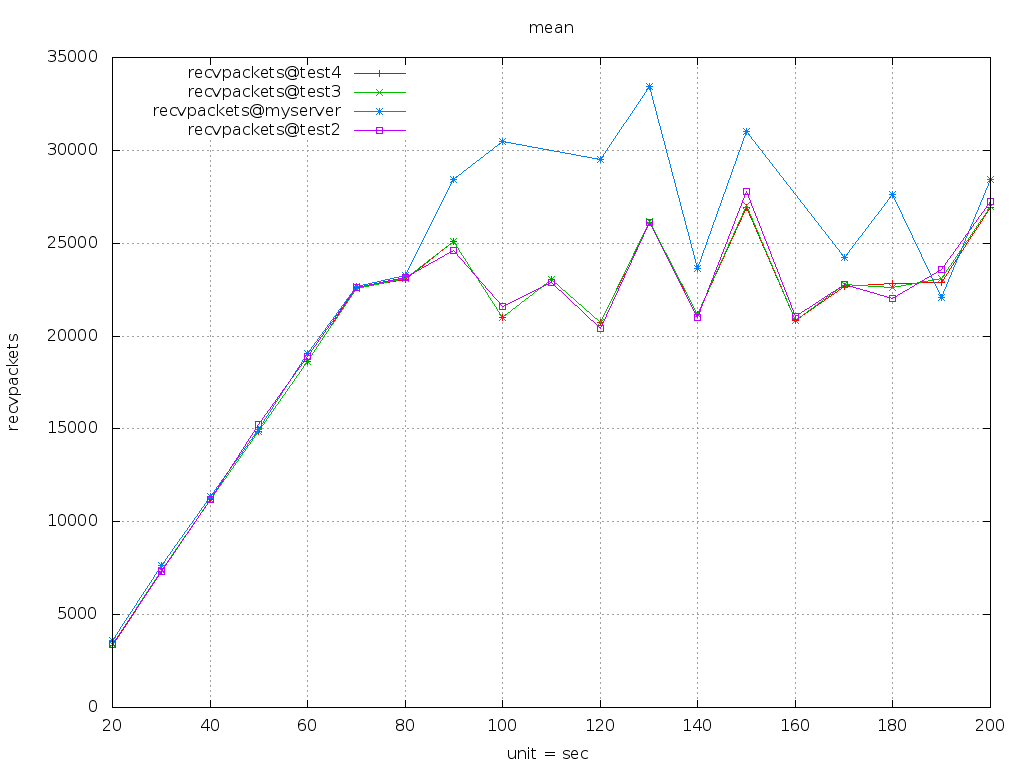 mean
35000
30000
25000
20000
15000
10000
5000
0
recvpackets@test4
recvpackets@test3
recvpackets@myserver
recvpackets@test2
recvpackets
20 40 60 80 100 120 140 160 180 200
unit = sec